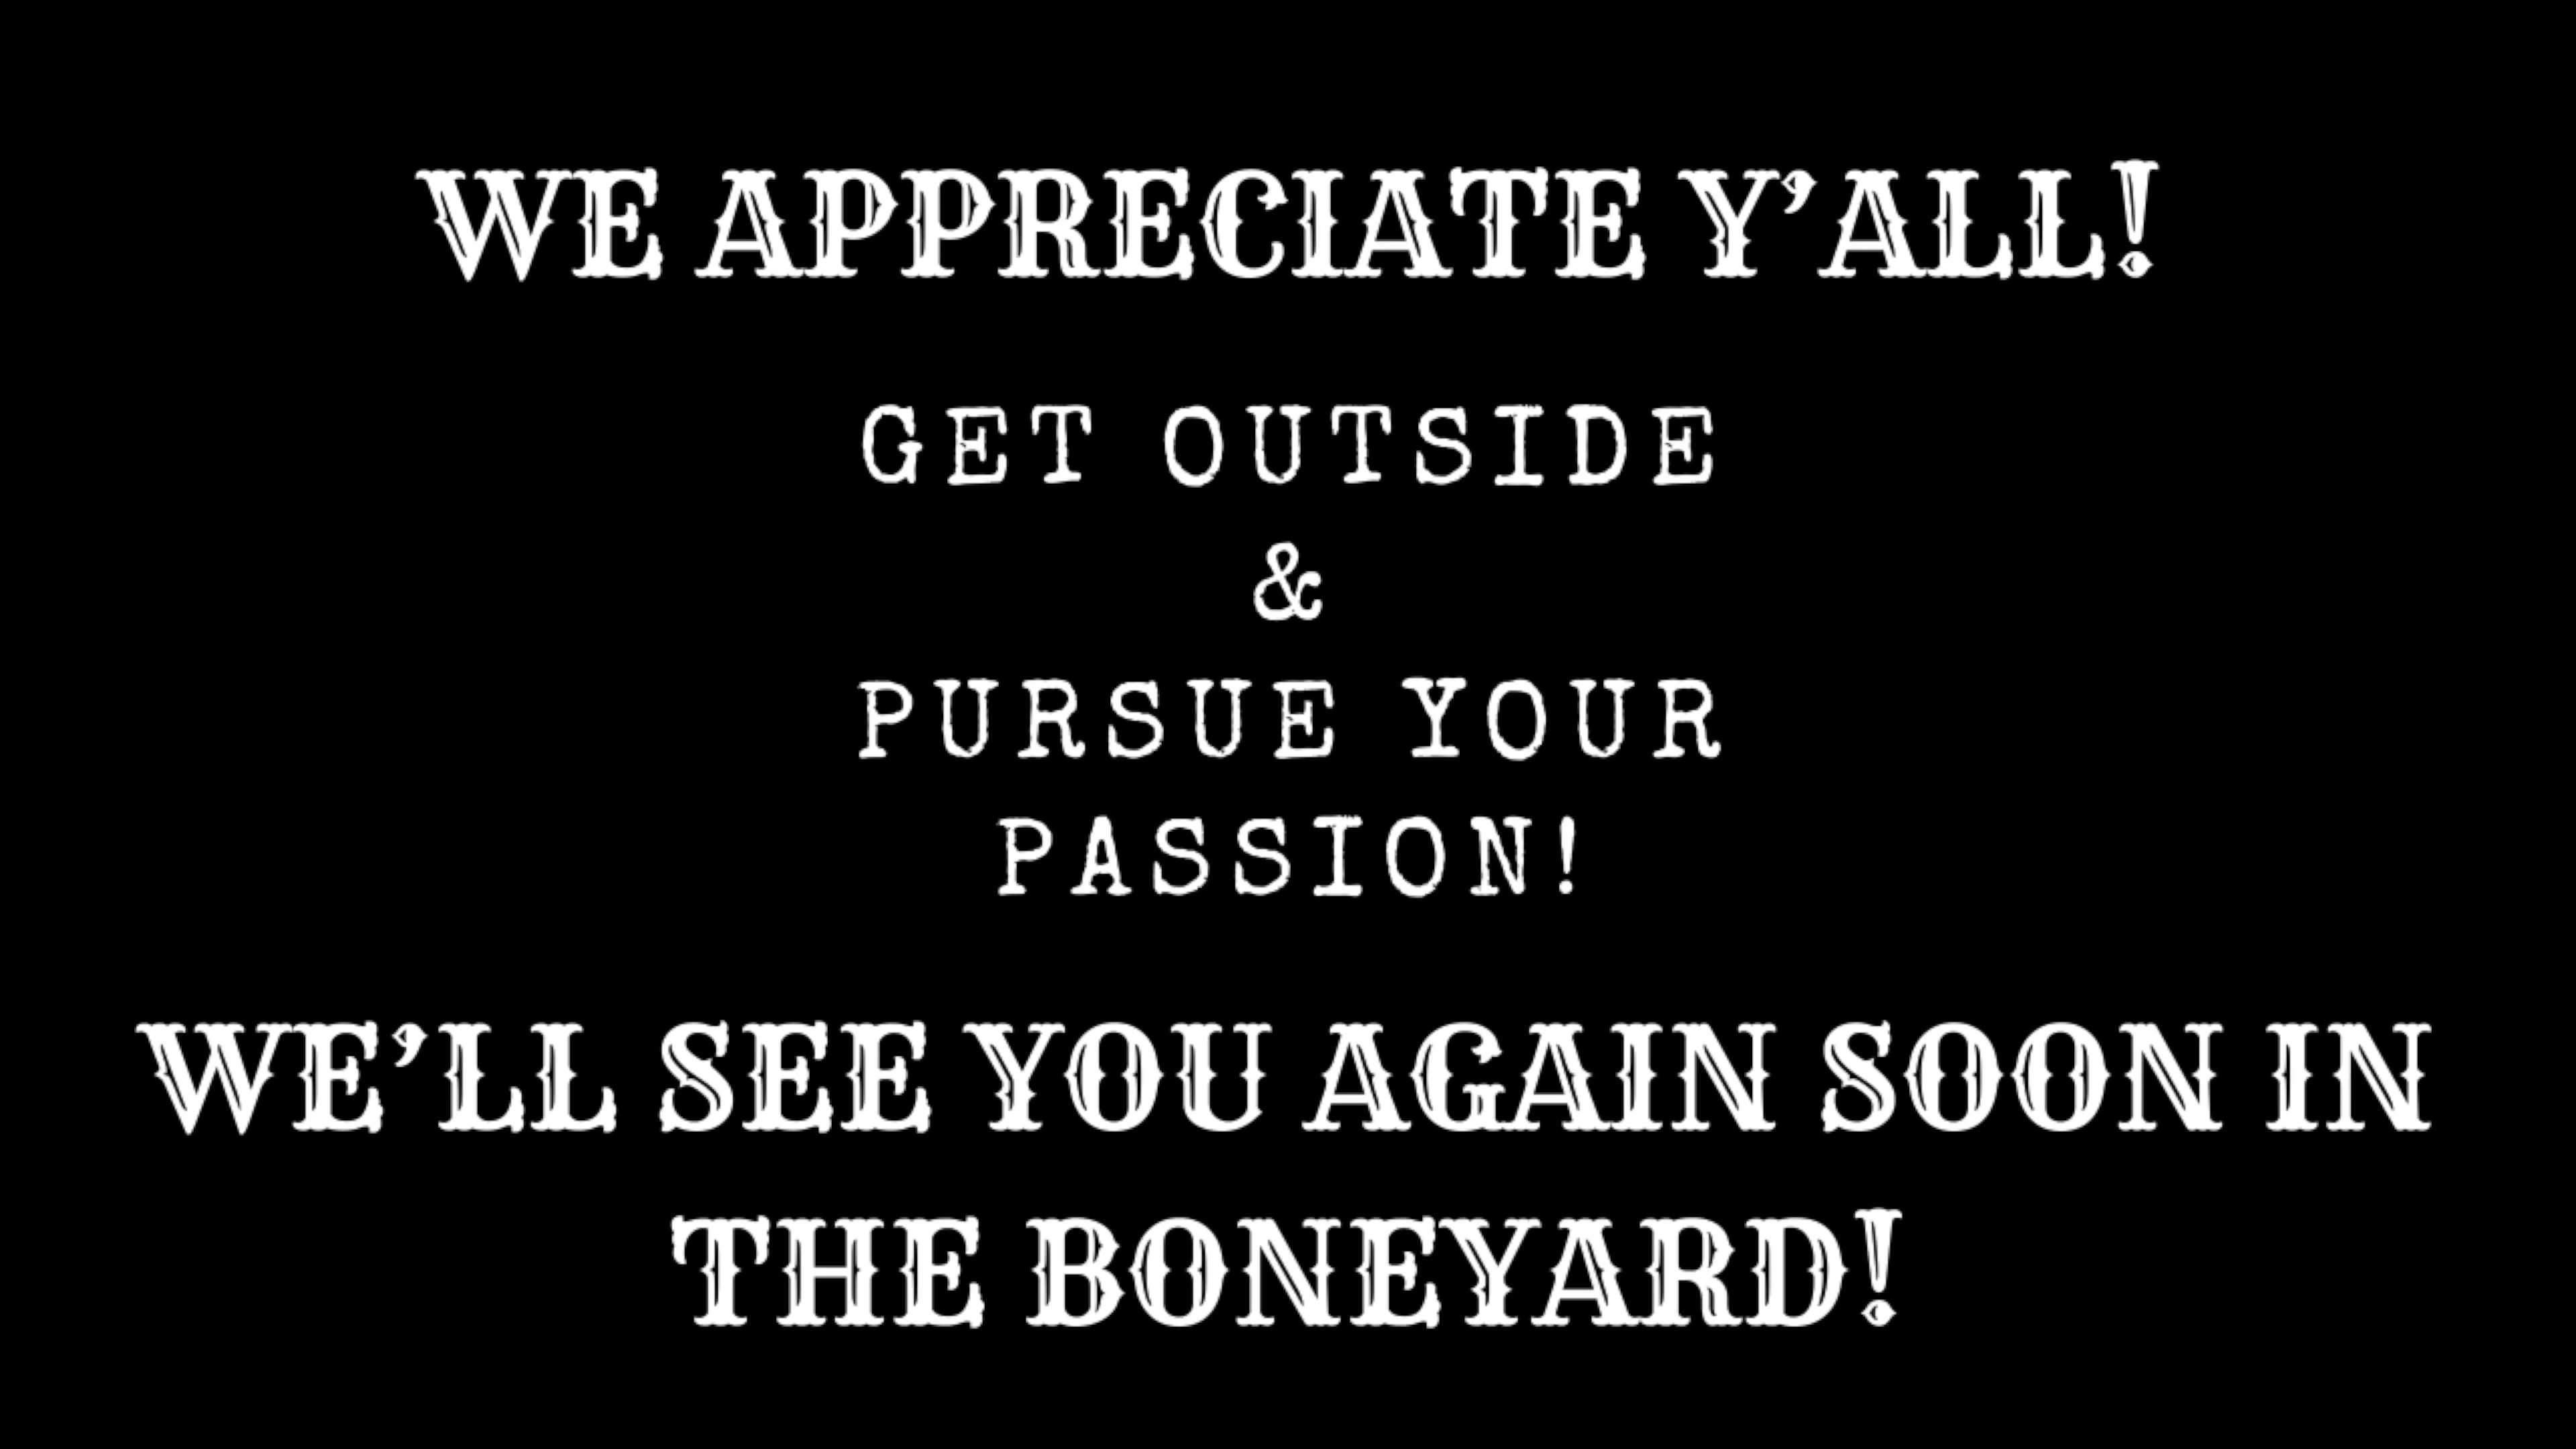 WE APPRECIATE Y’ALL!
GET OUTSIDE
&
PURSUE YOUR
PASSION!
WE’LL SEE YOU AGAIN SOON IN
THE BONEYARD!